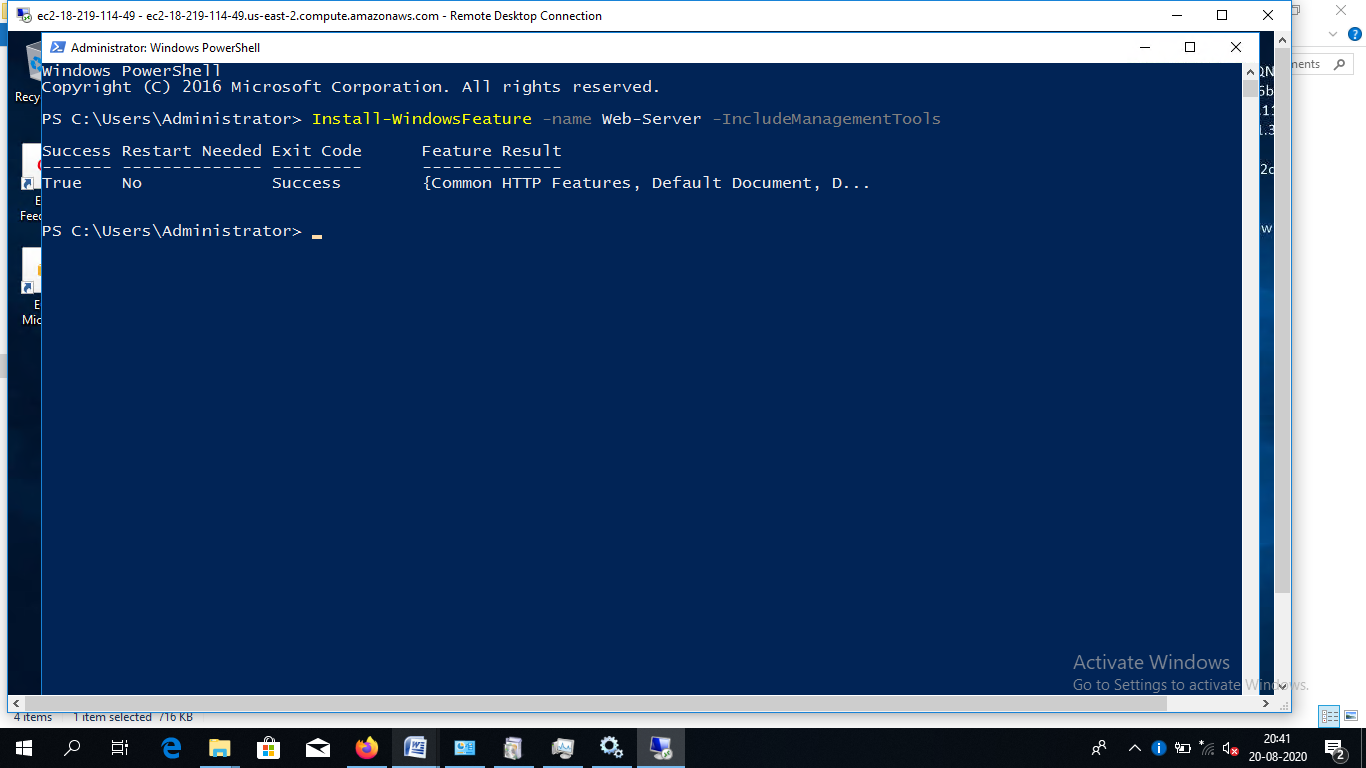 ec2-18-219-114-49 - ec2-18-219-114-49.us-east-2.compute.amazonaws.com - Remote Desktop Connection
Administrator: Windows PowerShell
Windows PowerShell
Copyright (C) 2016 Microsoft Corporation. All rights reserved.
PS C:\Users\Administrator> Install-WindowsFeature -name Web-Server -IncludeManagementTools
Success Restart Needed Exit Code Feature Result
------- -------------- --------- --------------
True No Success {Common HTTP Features, Default Document, D...
PS C:\Users\Administrator>
Recy
E
Feed
E
Mic
ments
Activate Windows
Go to Settings to activate Windows.
4 items 1 item selected 716 KB
20:41
20-08-2020
2